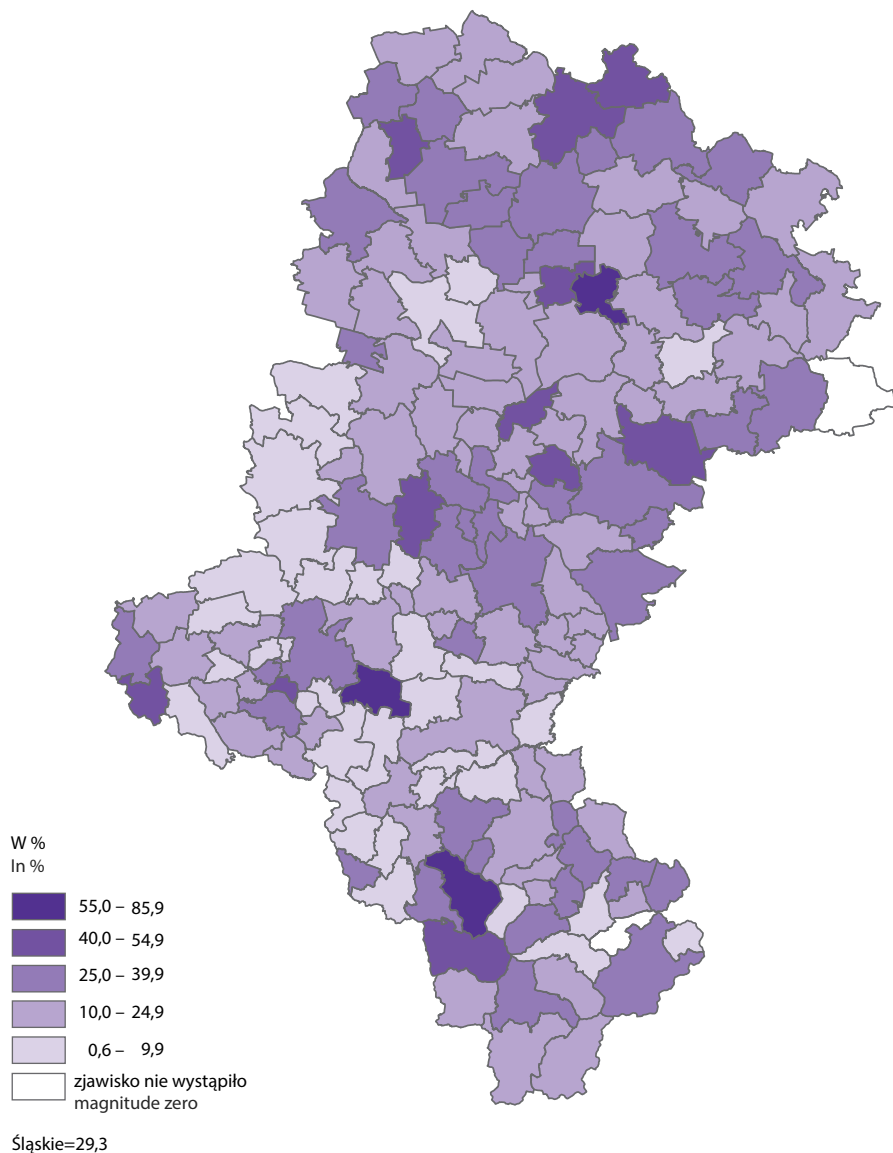 W %
In %
55,0 – 85,9
40,0 – 54,9
25,0 – 39,9
10,0 – 24,9
0,6 – 9,9
zjawisko nie wystąpiło
magnitude zero
Śląskie=29,3